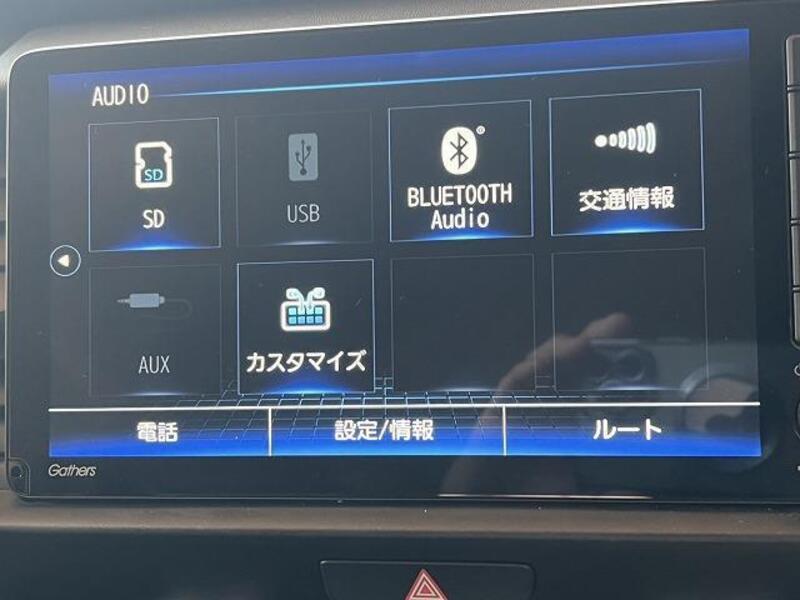 AUDIO
SD
SD
USB
BLUETOOTH
Audio
交通情報
AUX
カスタマイズ
電話
設定/情報
ルート
Gathers